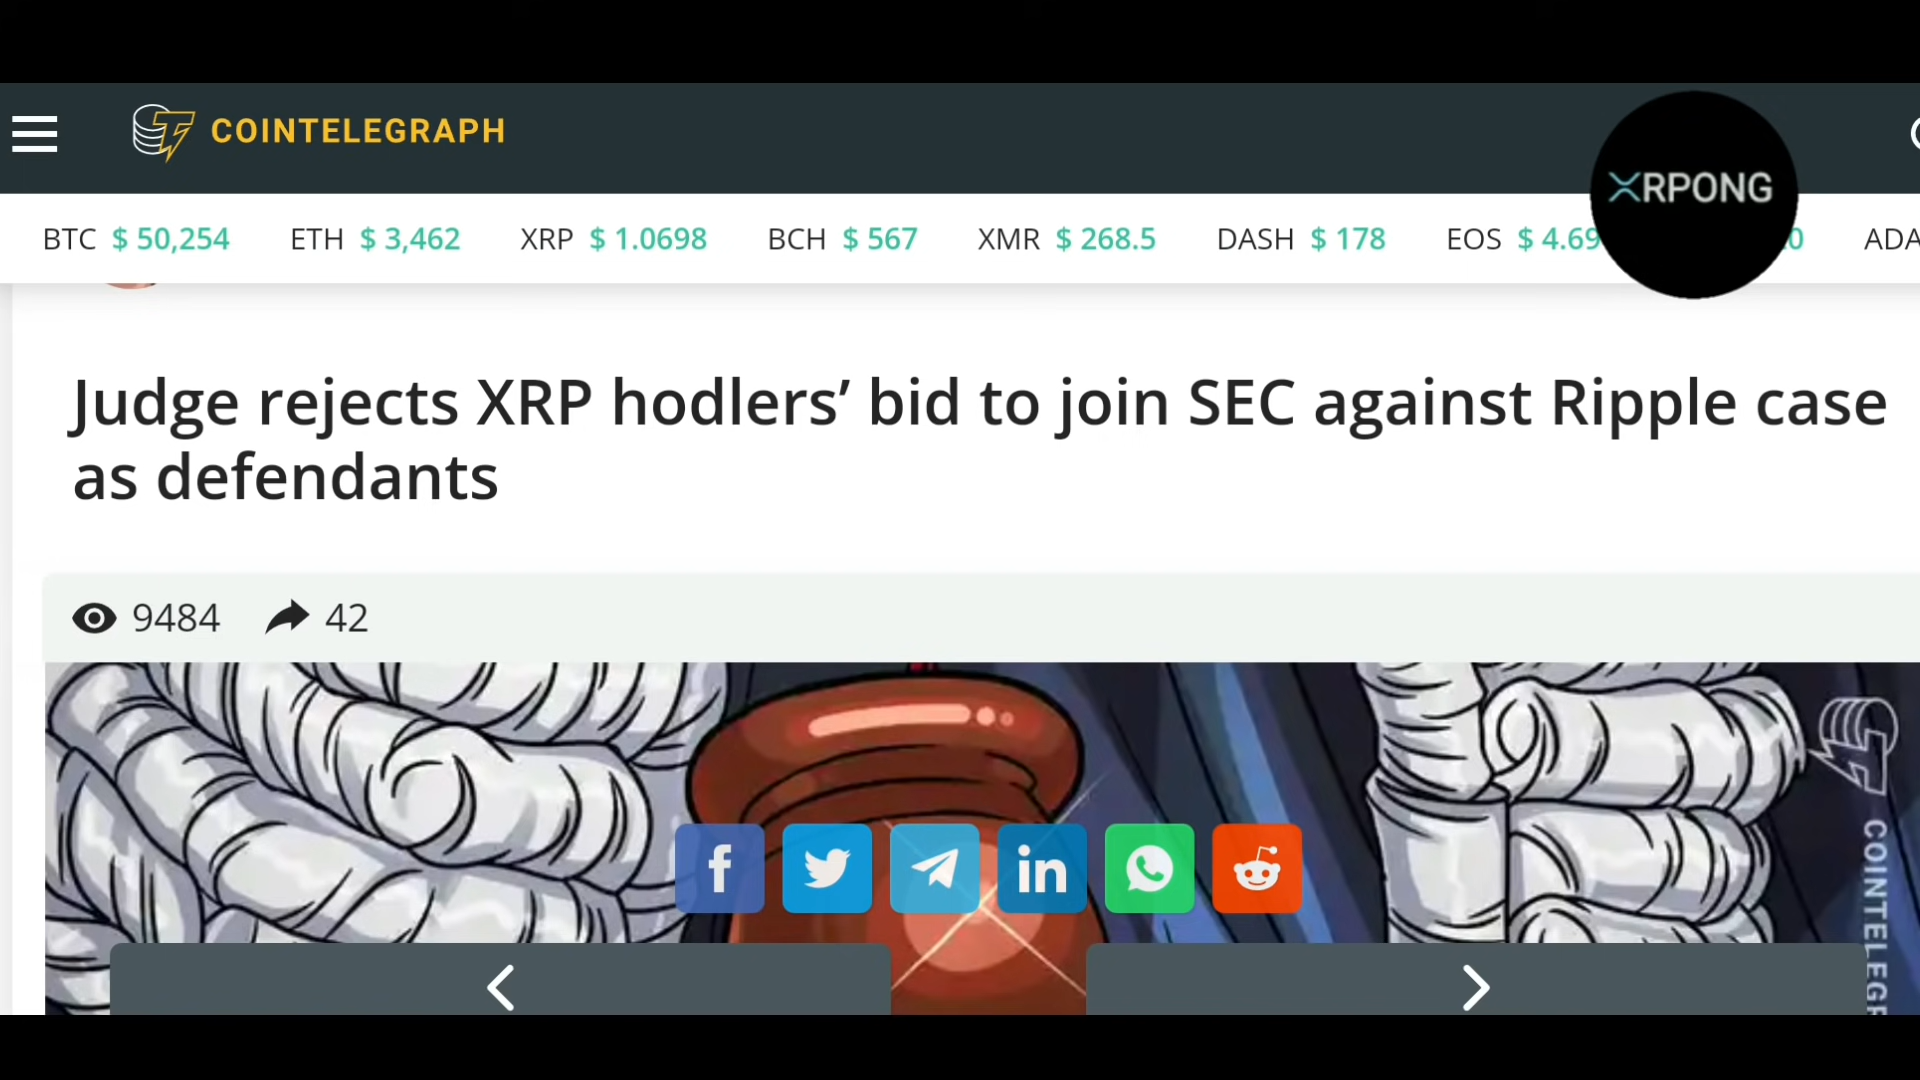 COINTELEGRAPH
XRPONG
BTC $ 50,254 ETH $ 3,462 XRP $ 1.0698 BCH $ 567 XMR $ 268.5 DASH $ 178 EOS $ 4.69 0 ADA
Judge rejects XRP hodlers’ bid to join SEC against Ripple case
as defendants
9484 42
f in
COINTELEGR